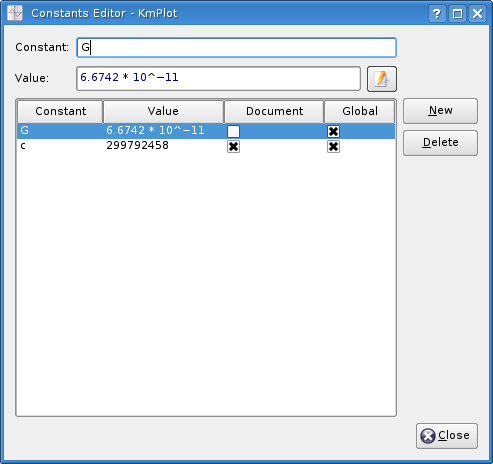 Constants Editor - KmPlot
Constant: G
Value: 6.6742 * 10^−11
Constant Value Document Global
G 6.6742 * 10^−11
c 299792458
New
Delete
Close